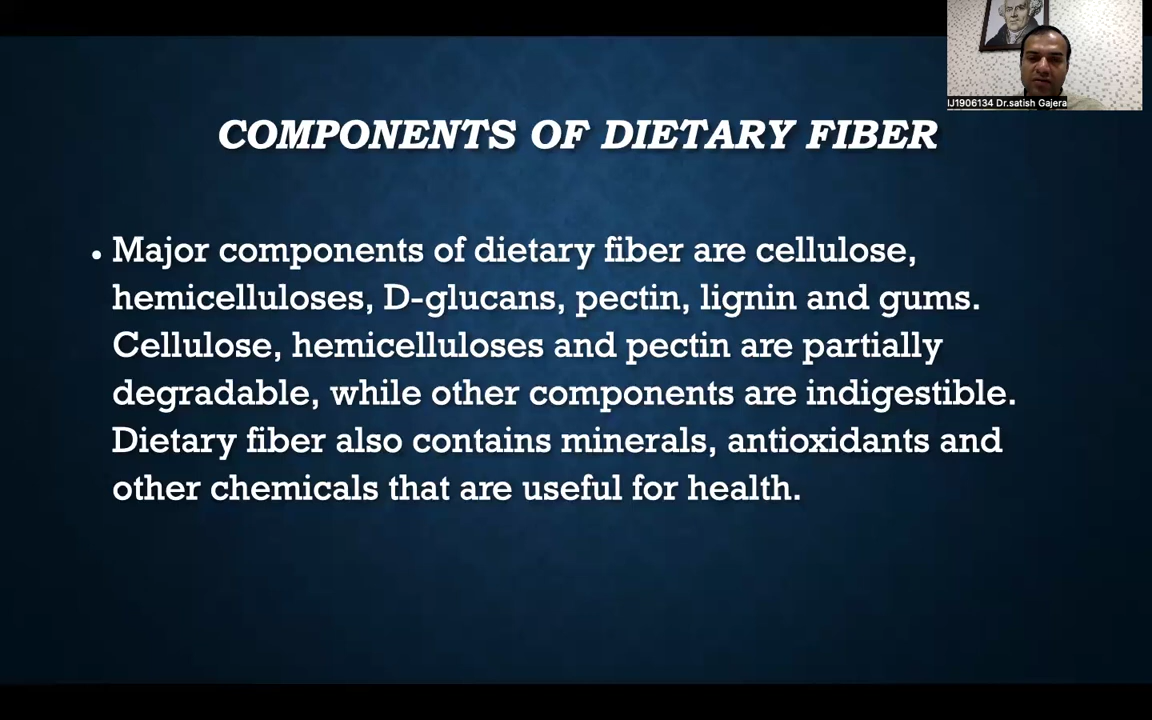 IJ1906134 Dr.satish Gajera
COMPONENTS OF DIETARY FIBER
• Major components of dietary fiber are cellulose,
hemicelluloses, D-glucans, pectin, lignin and gums.
Cellulose, hemicelluloses and pectin are partially
degradable, while other components are indigestible.
Dietary fiber also contains minerals, antioxidants and
other chemicals that are useful for health.